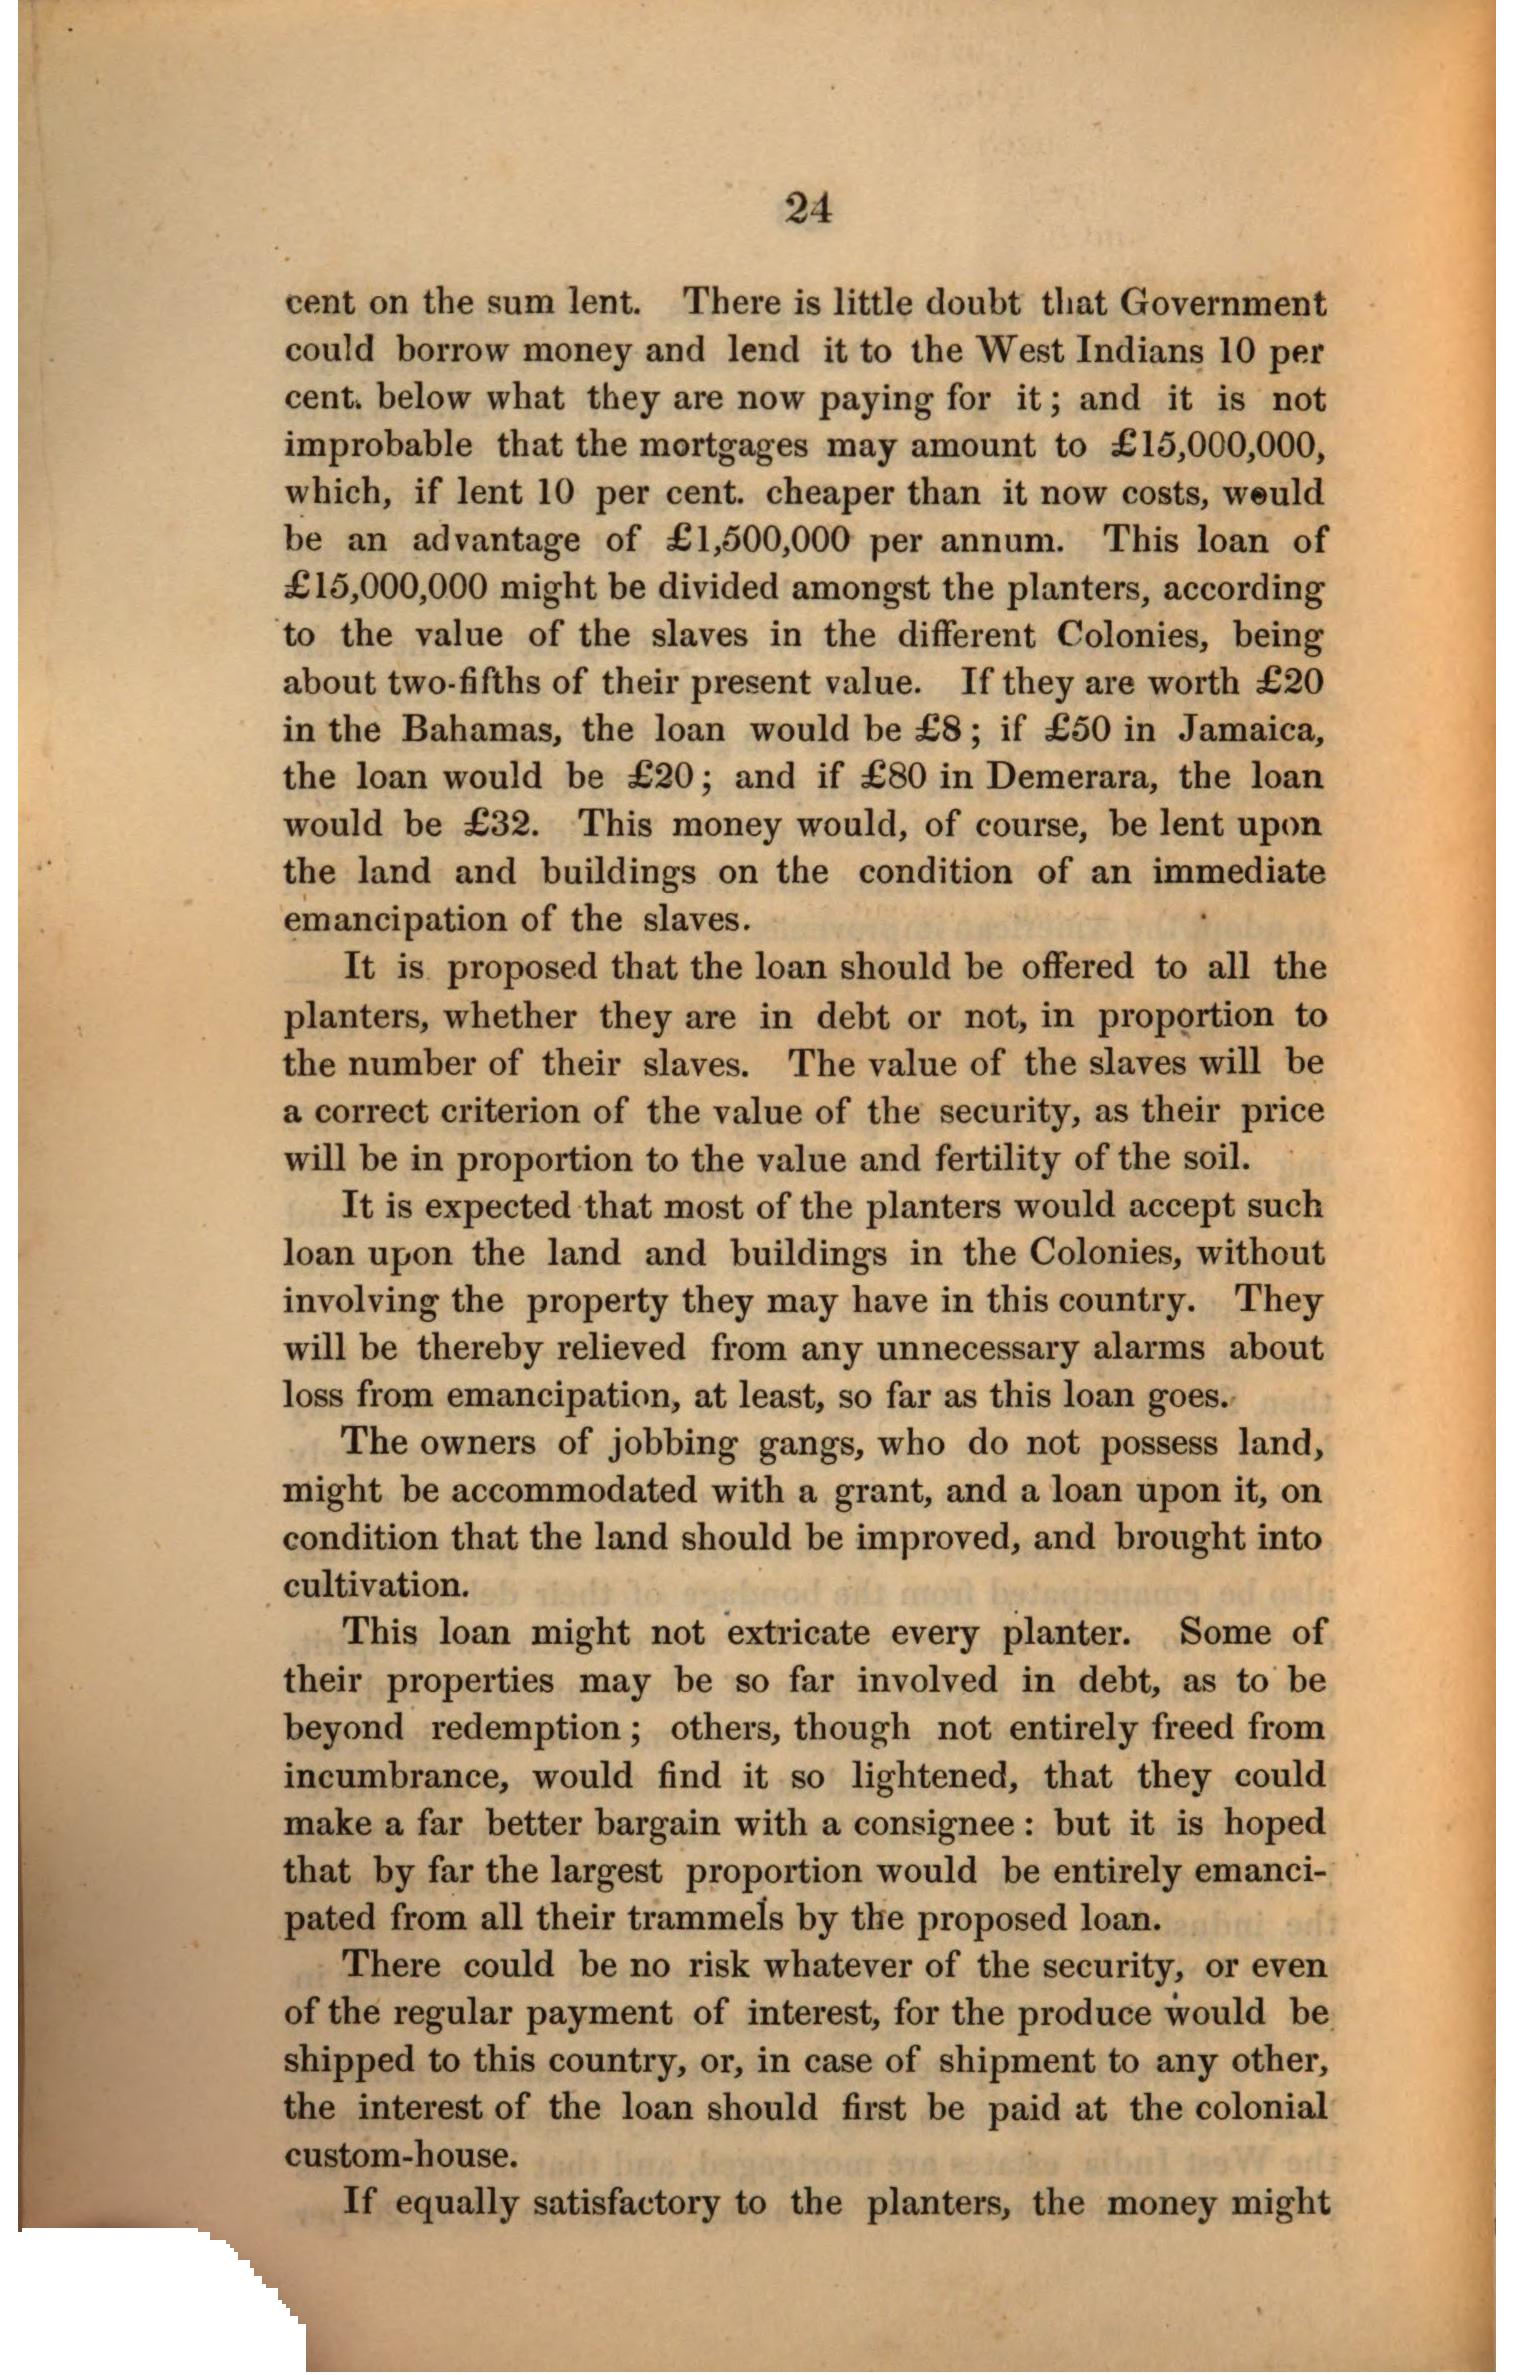 24
cent on the sum lent. There is little doubt that Government
could borrow money and lend it to the West Indians 10 per
cent. below what they are now paying for it; and it is not
improbable that the mortgages may amount to £15,000,000,
which, if lent 10 per cent. cheaper than it now costs, would
be an advantage of £1,500,000 per annum. This loan of
£15,000,000 might be divided amongst the planters, according
to the value of the slaves in the different Colonies, being
about two-fifths of their present value. If they are worth £20
in the Bahamas, the loan would be £8; if £50 in Jamaica,
the loan would be £20; and if £80 in Demerara, the loan
would be £32. This money would, of course, be lent upon
the land and buildings on the condition of an immediate
emancipation of the slaves.
It is proposed that the loan should be offered to all the
planters, whether they are in debt or not, in proportion to
the number of their slaves. The value of the slaves will be
a correct criterion of the value of the security, as their price
will be in proportion to the value and fertility of the soil.
It is expected that most of the planters would accept such
loan upon the land and buildings in the Colonies, without
involving the property they may have in this country. They
will be thereby relieved from any unnecessary alarms about
loss from emancipation, at least, so far as this loan goes.
The owners of jobbing gangs, who do not possess land,
might be accommodated with a grant, and a loan upon it, on
condition that the land should be improved, and brought into
cultivation.
This loan might not extricate every planter. Some of
their properties may be so far involved in debt, as to be
beyond redemption; others, though not entirely freed from
incumbrance, would find it so lightened, that they could
make a far better bargain with a consignee: but it is hoped
that by far the largest proportion would be entirely emanci-
pated from all their trammels by the proposed loan.
There could be no risk whatever of the security, or even
of the regular payment of interest, for the produce would be
shipped to this country, or, in case of shipment to any other,
the interest of the loan should first be paid at the colonial
custom-house.
If equally satisfactory to the planters, the money might